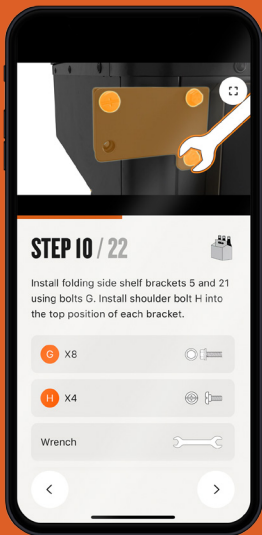 STEP 10 / 22
Install folding side shelf brackets 5 and 21
using bolts G. Install shoulder bolt H into
the top position of each bracket.
G X8
H X4
Wrench